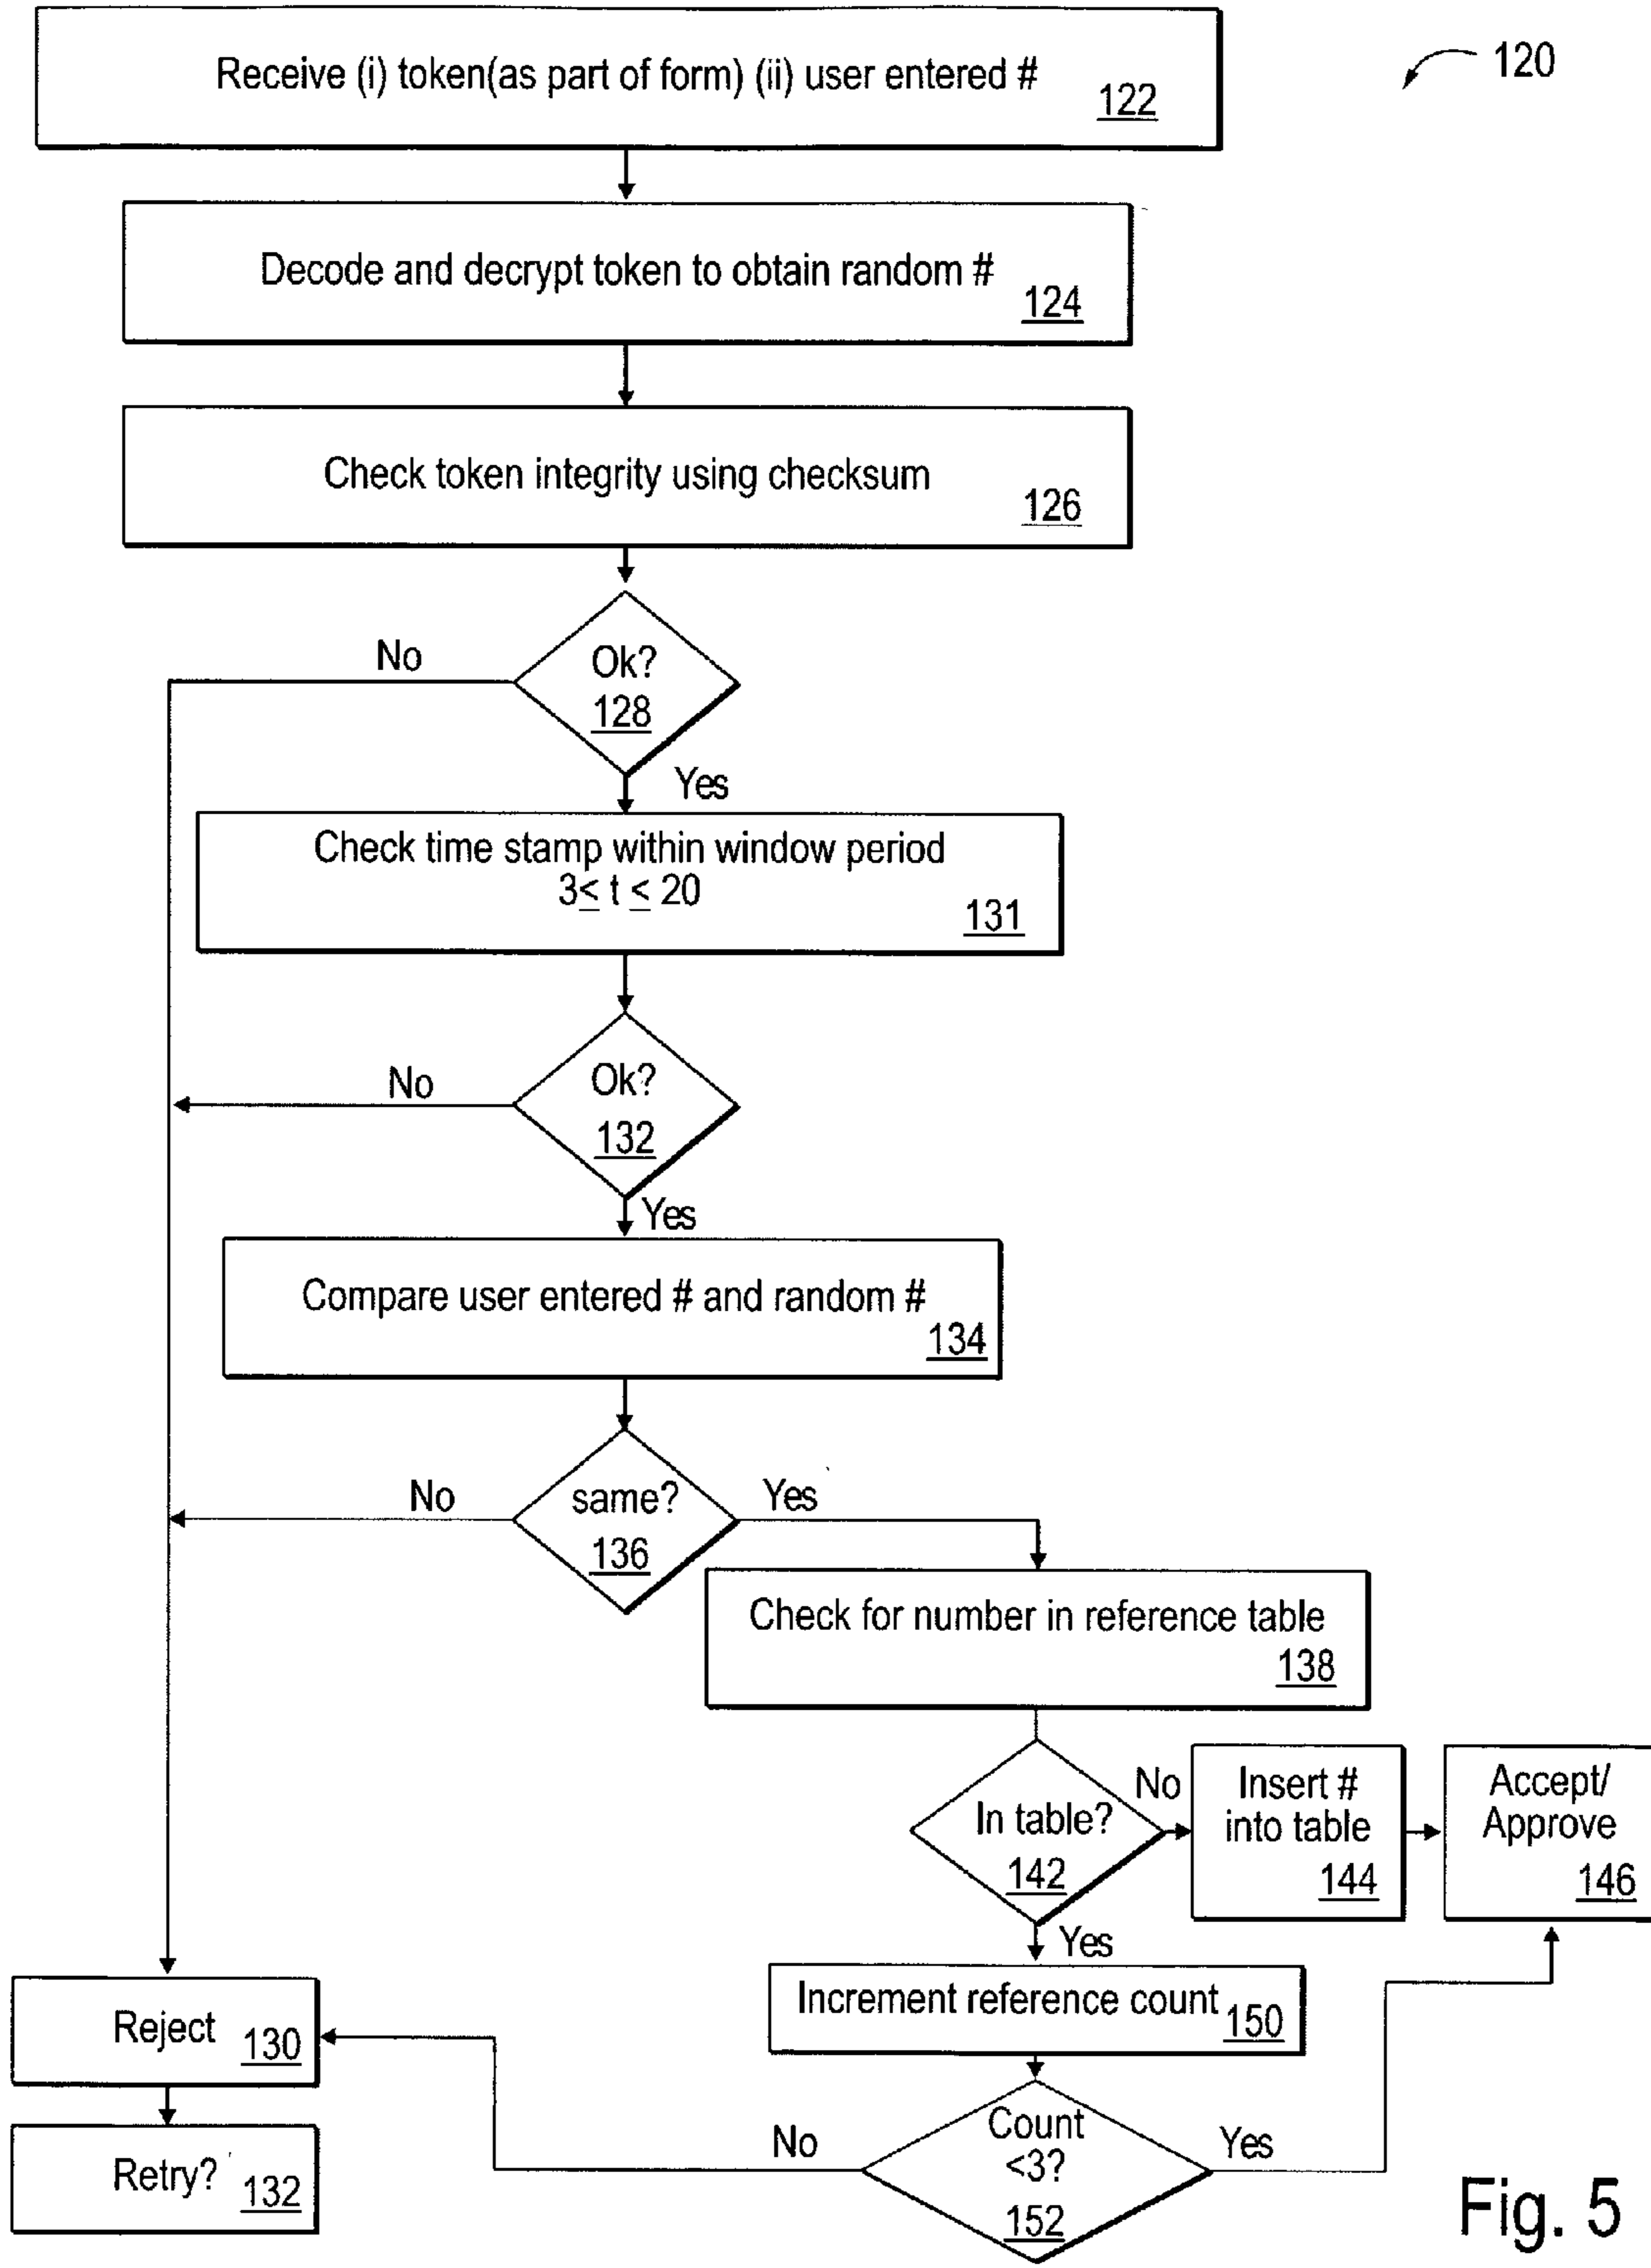 Receive (i) token(as part of form) (ii) user entered #
122
120
Decode and decrypt token to obtain random #
124
Check token integrity using checksum
126
No
Ok?
128
Yes
Check time stamp within window period
3≤ t ≤ 20
131
No
Ok?
132
Yes
Compare user entered # and random #
134
No
same?
Yes
136
Check for number in reference table
138
In table?
142
No
Insert #
into table
144
Accept/
Approve
146
Yes
Increment reference count
150
Reject
130
Retry?
132
No
Count
<3?
152
Yes
Fig. 5